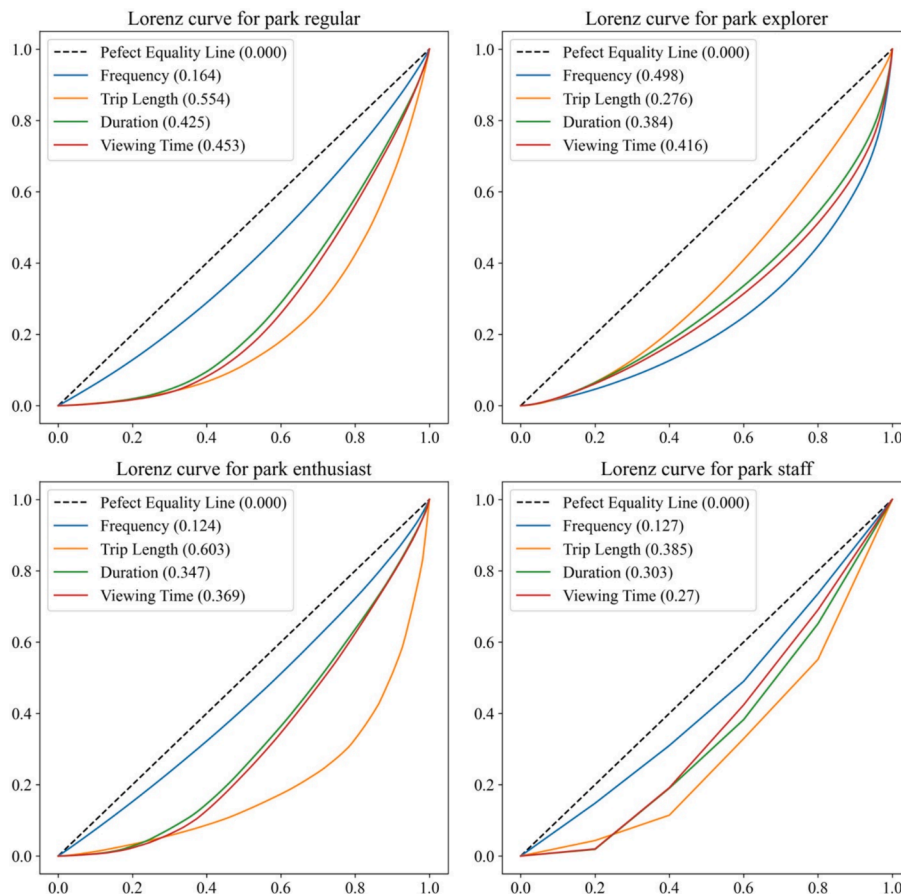 Lorenz curve for park regular
Pefect Equality Line (0.000)
Frequency (0.164)
Trip Length (0.554)
Duration (0.425)
Viewing Time (0.453)
1.0
0.8
0.6
0.4
0.2
0.0
0.0 0.2 0.4 0.6 0.8 1.0
Lorenz curve for park explorer
Pefect Equality Line (0.000)
Frequency (0.498)
Trip Length (0.276)
Duration (0.384)
Viewing Time (0.416)
1.0
0.8
0.6
0.4
0.2
0.0
0.0 0.2 0.4 0.6 0.8 1.0
Lorenz curve for park enthusiast
Pefect Equality Line (0.000)
Frequency (0.124)
Trip Length (0.603)
Duration (0.347)
Viewing Time (0.369)
1.0
0.8
0.6
0.4
0.2
0.0
0.0 0.2 0.4 0.6 0.8 1.0
Lorenz curve for park staff
Pefect Equality Line (0.000)
Frequency (0.127)
Trip Length (0.385)
Duration (0.303)
Viewing Time (0.27)
1.0
0.8
0.6
0.4
0.2
0.0
0.0 0.2 0.4 0.6 0.8 1.0